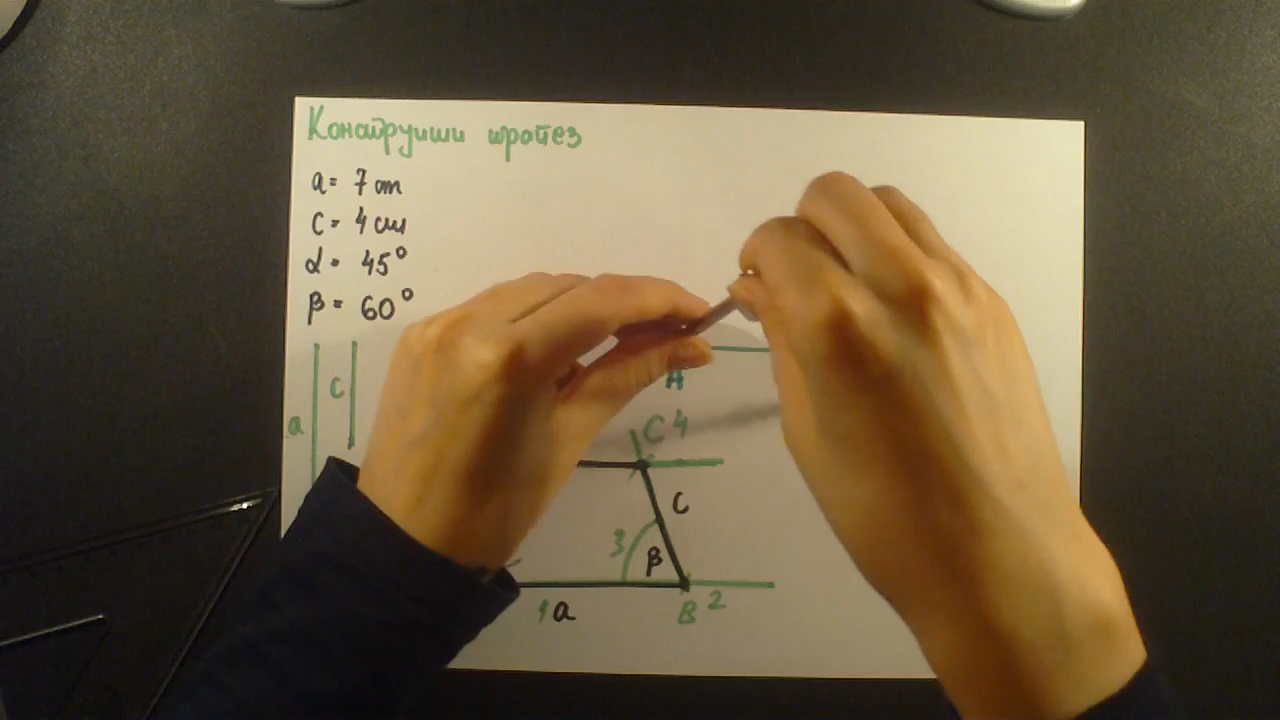 Конструиши трапез
a = 7 cm
c = 4 cm
α = 45°
β = 60°
c
a
A
C 4
c
3
β
1 a
B 2